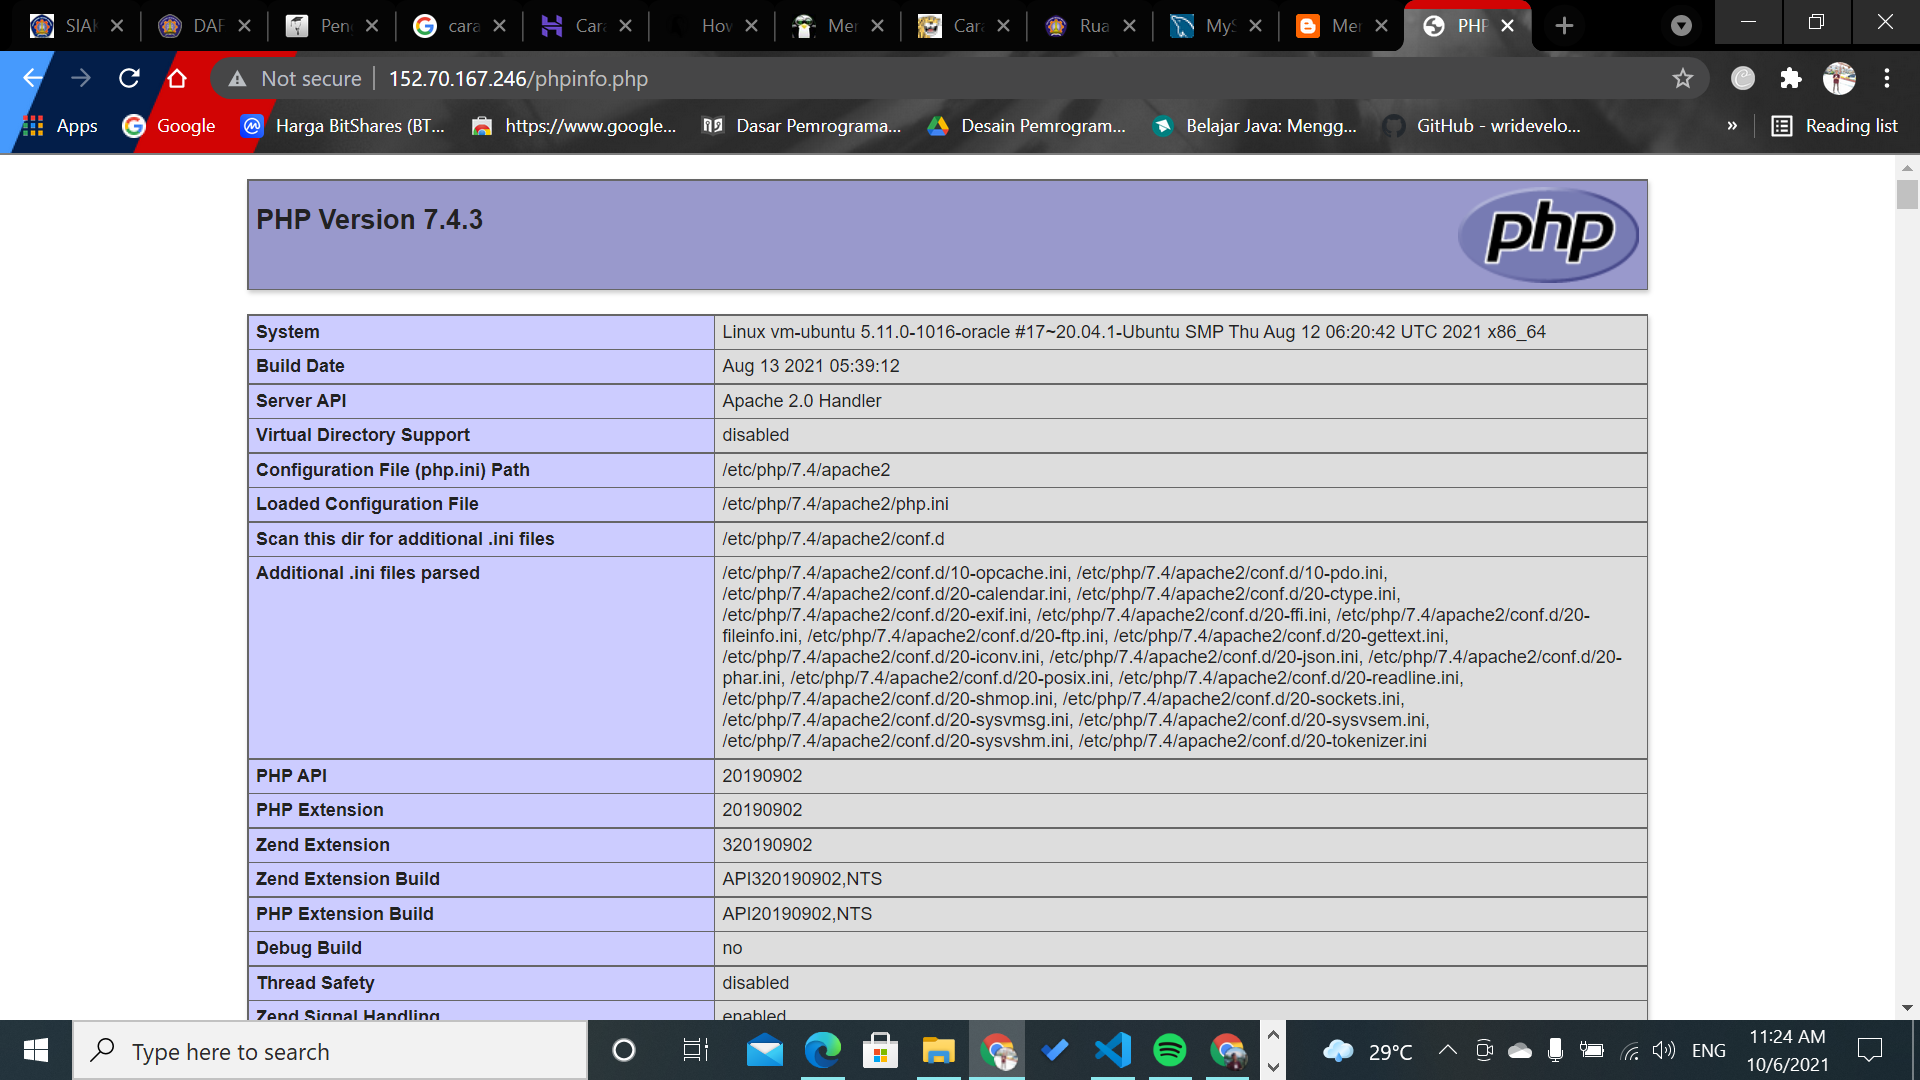 SIAK
DAF
Pen
cara
Cara
How
Mer
Cara
Rua
MyS
Mer
PHP
Not secure
152.70.167.246/phpinfo.php
Apps
Google
Harga BitShares (BT...
https://www.google...
Dasar Pemrograma...
Desain Pemrogram...
Belajar Java: Mengg...
GitHub - wridevelo...
»
Reading list
PHP Version 7.4.3
php
System
Linux vm-ubuntu 5.11.0-1016-oracle #17~20.04.1-Ubuntu SMP Thu Aug 12 06:20:42 UTC 2021 x86_64
Build Date
Aug 13 2021 05:39:12
Server API
Apache 2.0 Handler
Virtual Directory Support
disabled
Configuration File (php.ini) Path
/etc/php/7.4/apache2
Loaded Configuration File
/etc/php/7.4/apache2/php.ini
Scan this dir for additional .ini files
/etc/php/7.4/apache2/conf.d
Additional .ini files parsed
/etc/php/7.4/apache2/conf.d/10-opcache.ini, /etc/php/7.4/apache2/conf.d/10-pdo.ini,
/etc/php/7.4/apache2/conf.d/20-calendar.ini, /etc/php/7.4/apache2/conf.d/20-ctype.ini,
/etc/php/7.4/apache2/conf.d/20-exif.ini, /etc/php/7.4/apache2/conf.d/20-ffi.ini, /etc/php/7.4/apache2/conf.d/20-
fileinfo.ini, /etc/php/7.4/apache2/conf.d/20-ftp.ini, /etc/php/7.4/apache2/conf.d/20-gettext.ini,
/etc/php/7.4/apache2/conf.d/20-iconv.ini, /etc/php/7.4/apache2/conf.d/20-json.ini, /etc/php/7.4/apache2/conf.d/20-
phar.ini, /etc/php/7.4/apache2/conf.d/20-posix.ini, /etc/php/7.4/apache2/conf.d/20-readline.ini,
/etc/php/7.4/apache2/conf.d/20-shmop.ini, /etc/php/7.4/apache2/conf.d/20-sockets.ini,
/etc/php/7.4/apache2/conf.d/20-sysvmsg.ini, /etc/php/7.4/apache2/conf.d/20-sysvsem.ini,
/etc/php/7.4/apache2/conf.d/20-sysvshm.ini, /etc/php/7.4/apache2/conf.d/20-tokenizer.ini
PHP API
20190902
PHP Extension
20190902
Zend Extension
320190902
Zend Extension Build
API320190902,NTS
PHP Extension Build
API20190902,NTS
Debug Build
no
Thread Safety
disabled
Zend Signal Handling
enabled
Type here to search
29°C
ENG
11:24 AM
10/6/2021